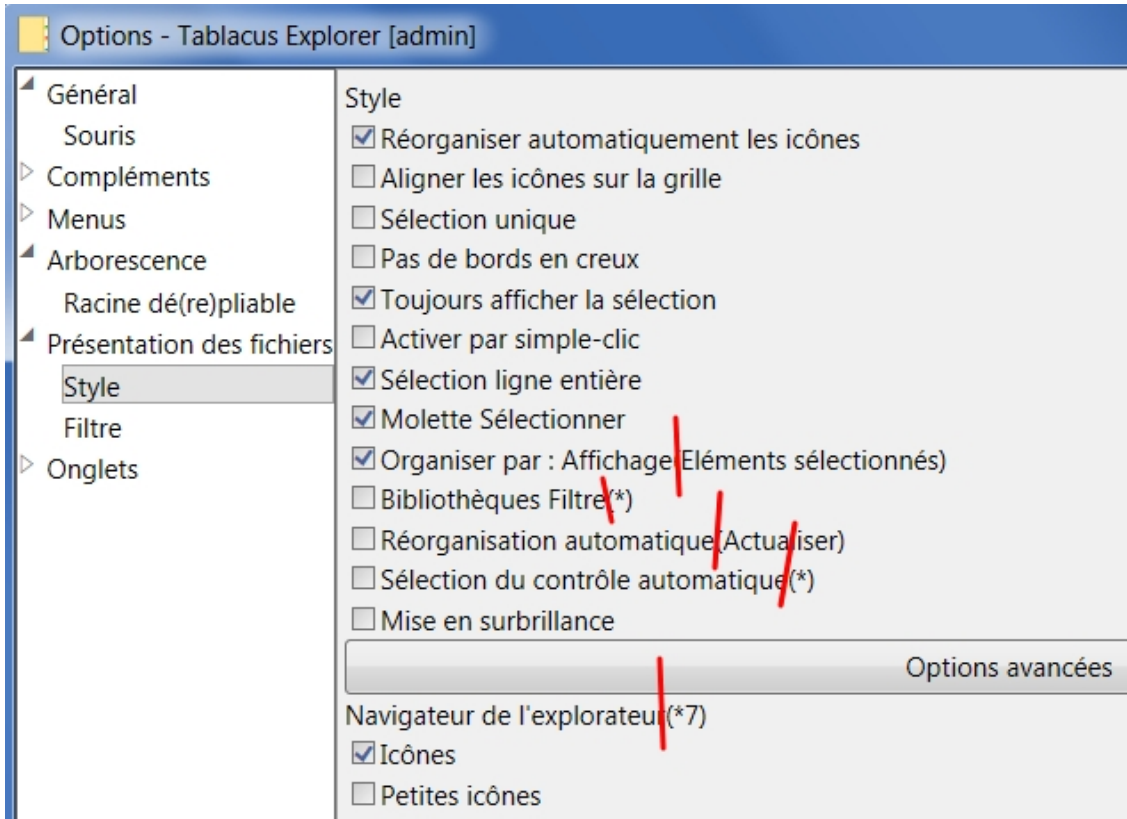 Options - Tablacus Explorer [admin]
Général
Souris
Compléments
Menus
Arborescence
Racine dé(re)pliable
Présentation des fichiers
Style
Filtre
Onglets
Style
Réorganiser automatiquement les icônes
Aligner les icônes sur la grille
Sélection unique
Pas de bords en creux
Toujours afficher la sélection
Activer par simple-clic
Sélection ligne entière
Molette Sélectionner
Organiser par : Affichage(Eléments sélectionnés)
Bibliothèques Filtre(*)
Réorganisation automatique(Actualiser)
Sélection du contrôle automatique(*)
Mise en surbrillance
Options avancées
Navigateur de l'explorateur(*7)
Icônes
Petites icônes